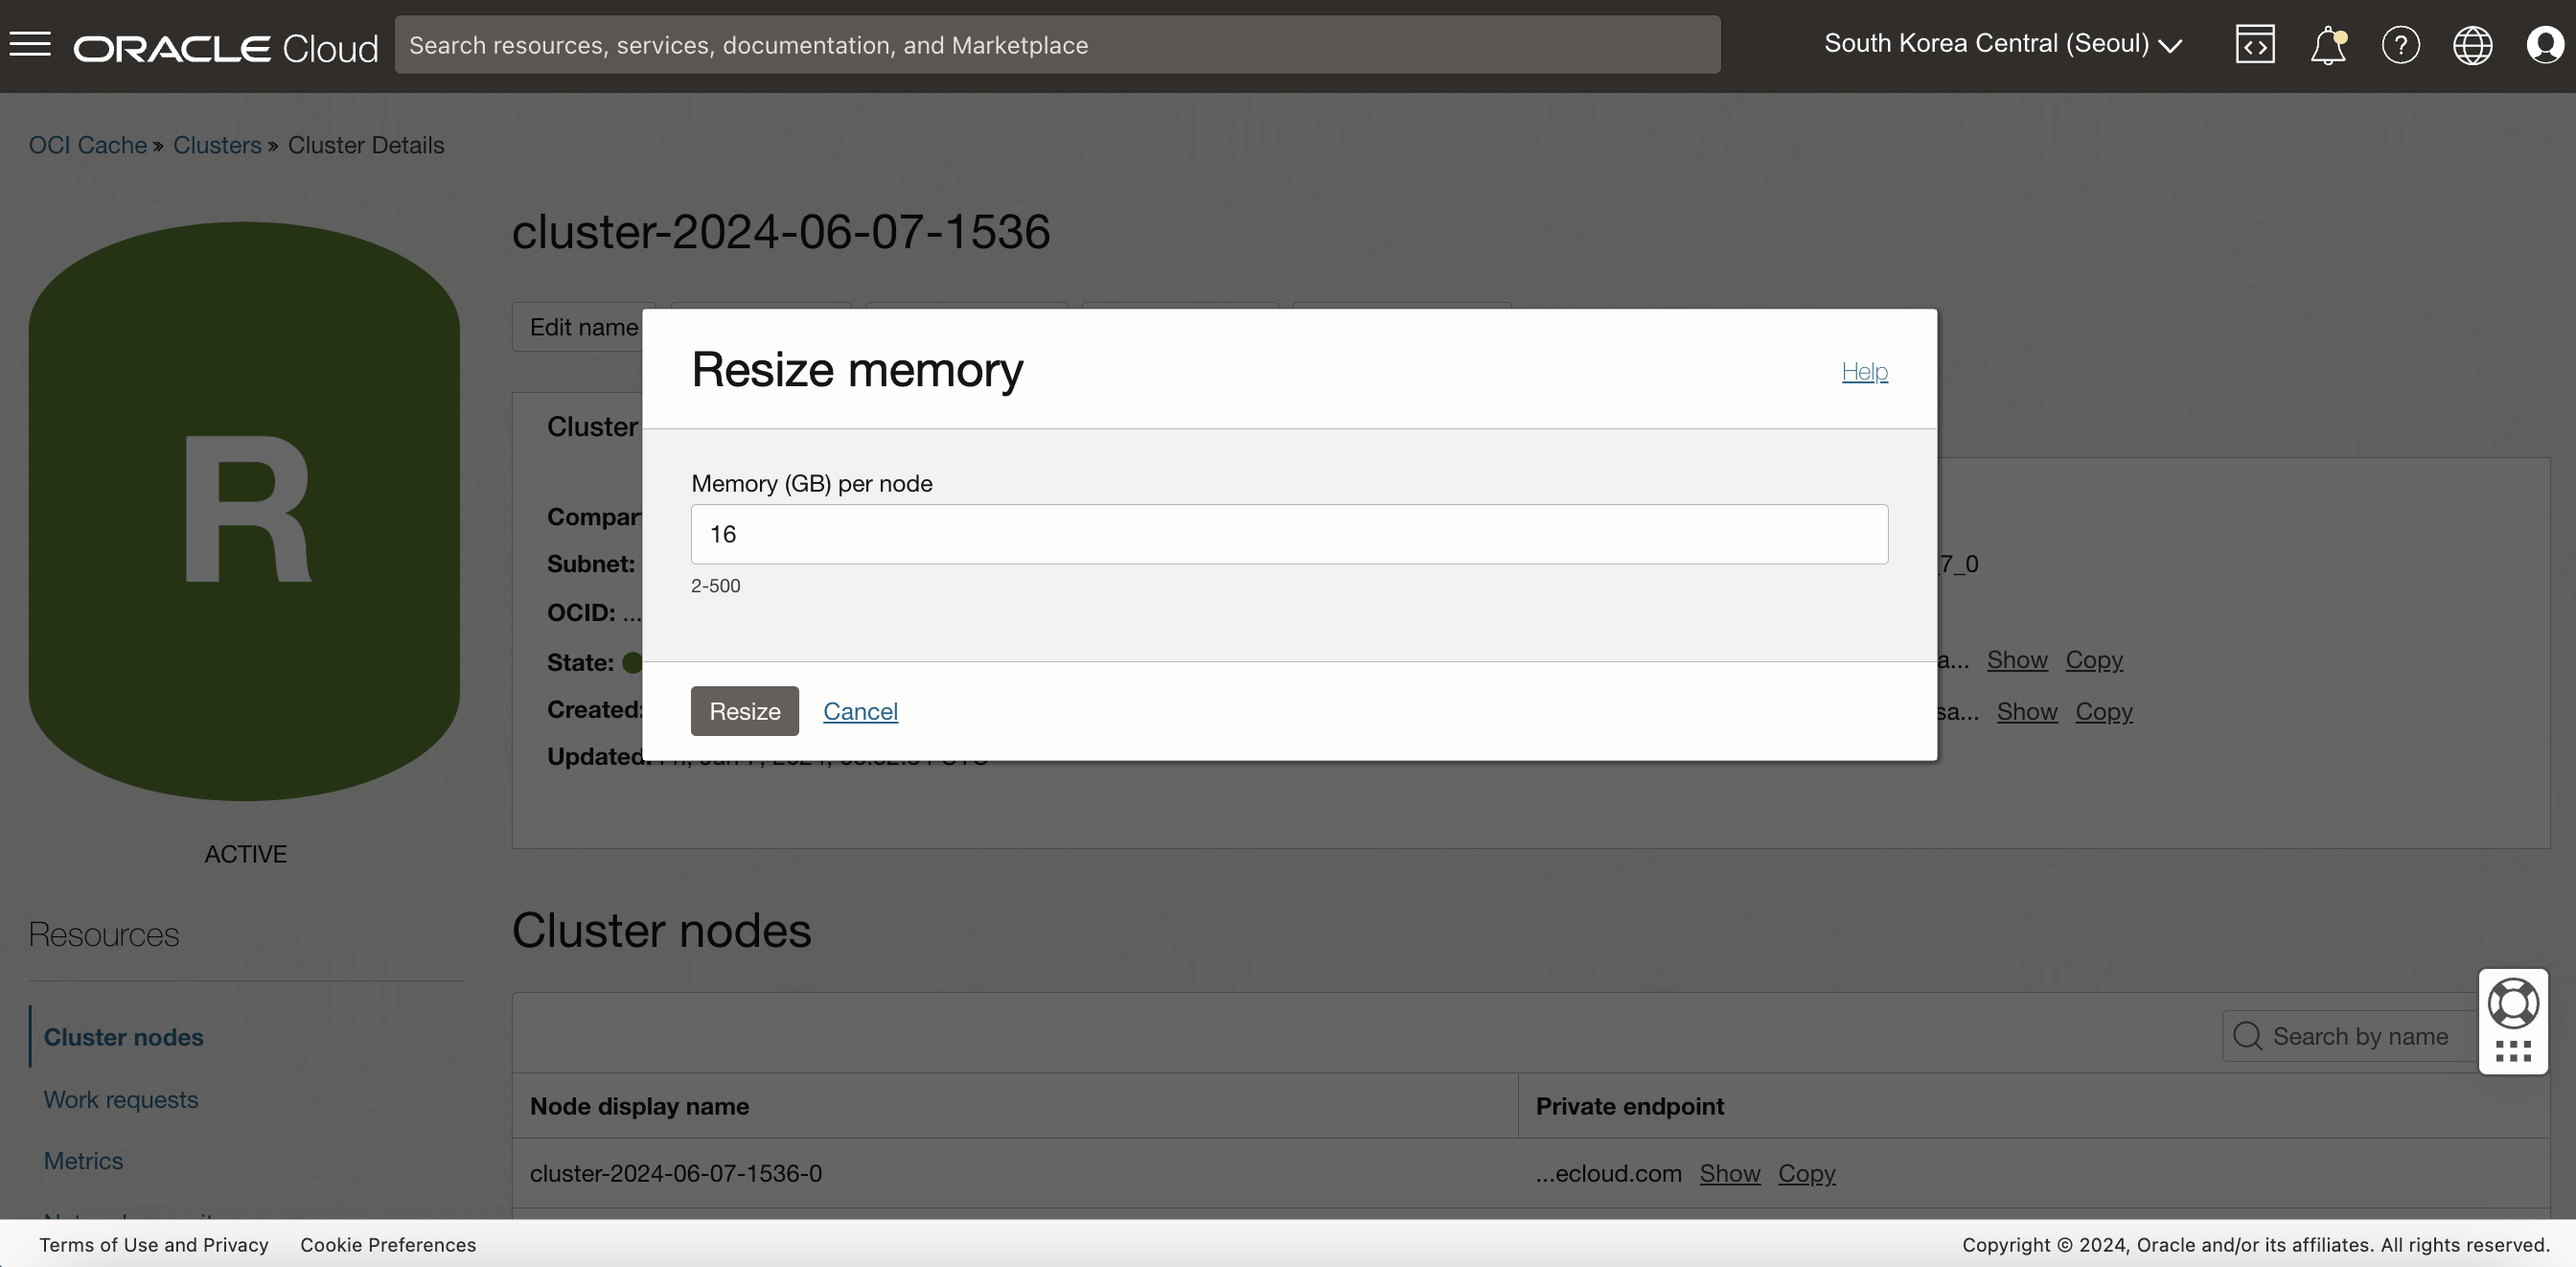 ORACLE Cloud
Search resources, services, documentation, and Marketplace
South Korea Central (Seoul)
OCI Cache » Clusters » Cluster Details
R
ACTIVE
cluster-2024-06-07-1536
Edit name
Resize memory
Help
Memory (GB) per node
16
2-500
Resize Cancel
Cluster
Subnet:
7_0
OCID: ...
State:
a... Show Copy
Created:
sa... Show Copy
Updated:
Resources
Cluster nodes
Work requests
Metrics
Cluster nodes
Search by name
Node display name Private endpoint
cluster-2024-06-07-1536-0 ...ecloud.com Show Copy
Terms of Use and Privacy Cookie Preferences
Copyright © 2024, Oracle and/or its affiliates. All rights reserved.